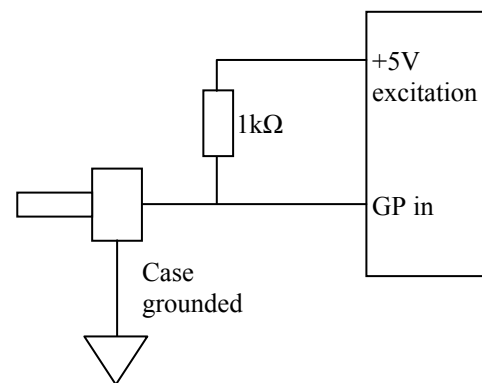 +5V
excitation
1kΩ
GP in
Case
grounded